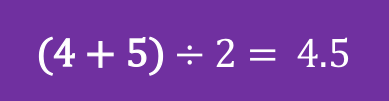 (4 + 5) ÷ 2 = 4.5